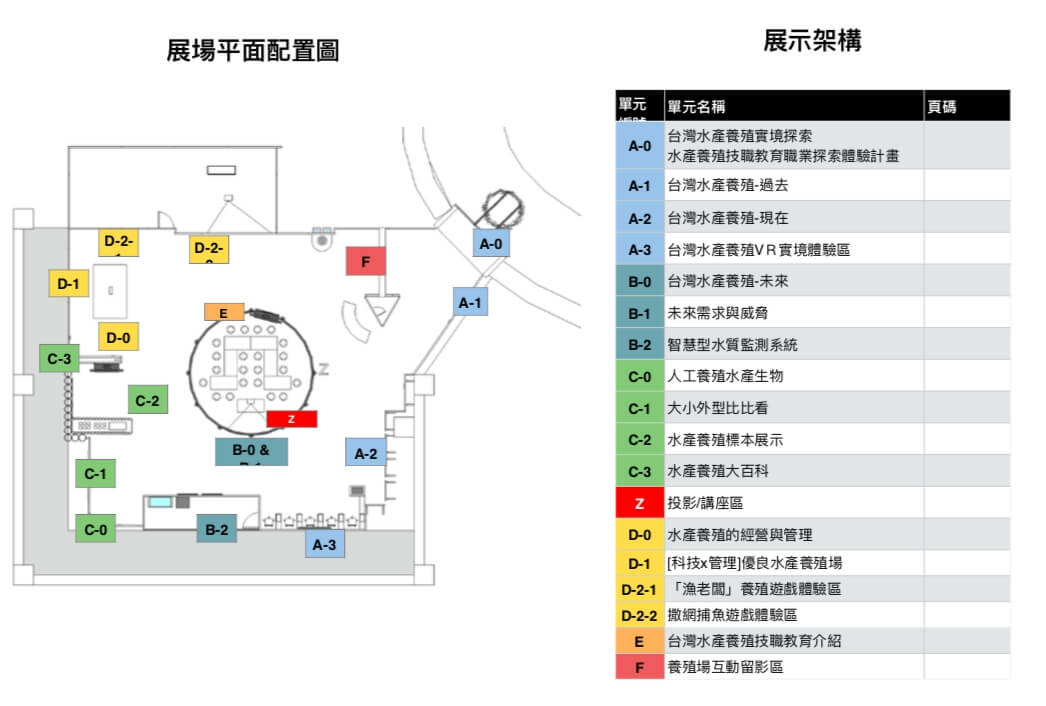 展場平面配置圖
D-2-
D-2-
A-0
F
D-1
A-1
E
D-0
C-3
Z
C-2
Z
B-0 &
A-2
C-1
C-0
B-2
A-3
展示架構
單元 單元名稱 頁碼
A-0 台灣水產養殖實境探索
水產養殖技職教育職業探索體驗計畫
A-1 台灣水產養殖-過去
A-2 台灣水產養殖-現在
A-3 台灣水產養殖VR實境體驗區
B-0 台灣水產養殖-未來
B-1 未來需求與威脅
B-2 智慧型水質監測系統
C-0 人工養殖水產生物
C-1 大小外型比比看
C-2 水產養殖標本展示
C-3 水產養殖大百科
Z 投影/講座區
D-0 水產養殖的經營與管理
D-1 [科技x管理]優良水產養殖場
D-2-1 「漁老闆」養殖遊戲體驗區
D-2-2 撒網捕魚遊戲體驗區
E 台灣水產養殖技職教育介紹
F 養殖場互動留影區